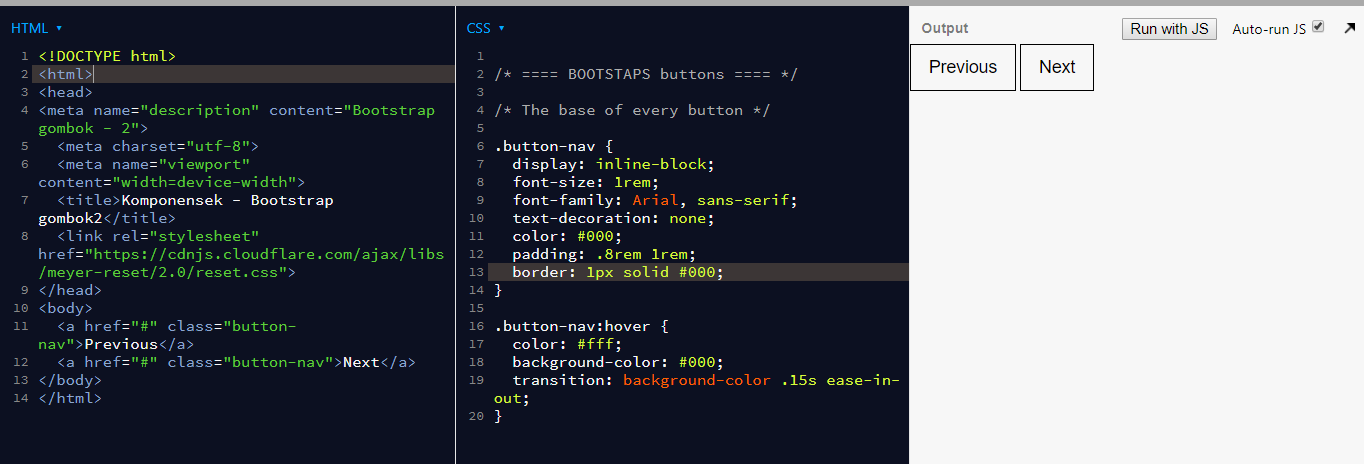 HTML ▾
1 <!DOCTYPE html>
2 <html>
3 <head>
4 <meta name="description" content="Bootstrap
gombok - 2">
5 <meta charset="utf-8">
6 <meta name="viewport"
content="width=device-width">
7 <title>Komponensek - Bootstrap
gombok2</title>
8 <link rel="stylesheet"
href="https://cdnjs.cloudflare.com/ajax/libs
/meyer-reset/2.0/reset.css">
9 </head>
10 <body>
11 <a href="#" class="button-
nav">Previous</a>
12 <a href="#" class="button-nav">Next</a>
13 </body>
14 </html>
CSS ▾
1
2 /* ==== BOOTSTAPS buttons ==== */
3
4 /* The base of every button */
5
6 .button-nav {
7 display: inline-block;
8 font-size: 1rem;
9 font-family: Arial, sans-serif;
10 text-decoration: none;
11 color: #000;
12 padding: .8rem 1rem;
13 border: 1px solid #000;
14 }
15
16 .button-nav:hover {
17 color: #fff;
18 background-color: #000;
19 transition: background-color .15s ease-in-
out;
20 }
Output Run with JS Auto-run JS
Previous Next